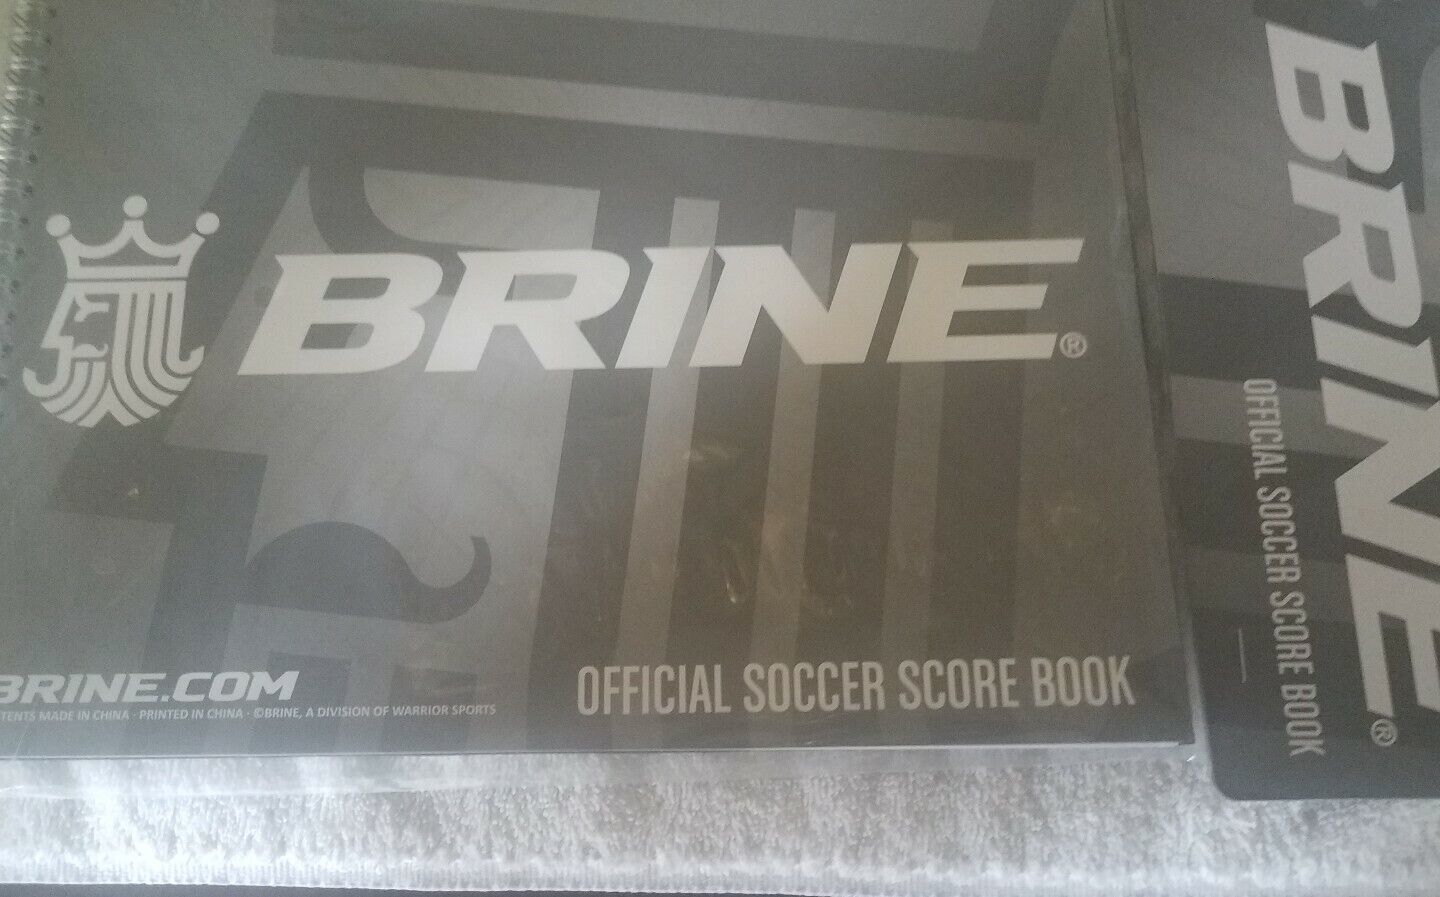 BRINE®
BRINE.COM
TENTS MADE IN CHINA · PRINTED IN CHINA · ©BRINE, A DIVISION OF WARRIOR SPORTS
OFFICIAL SOCCER SCORE BOOK
BRINE®
OFFICIAL SOCCER SCORE BOOK